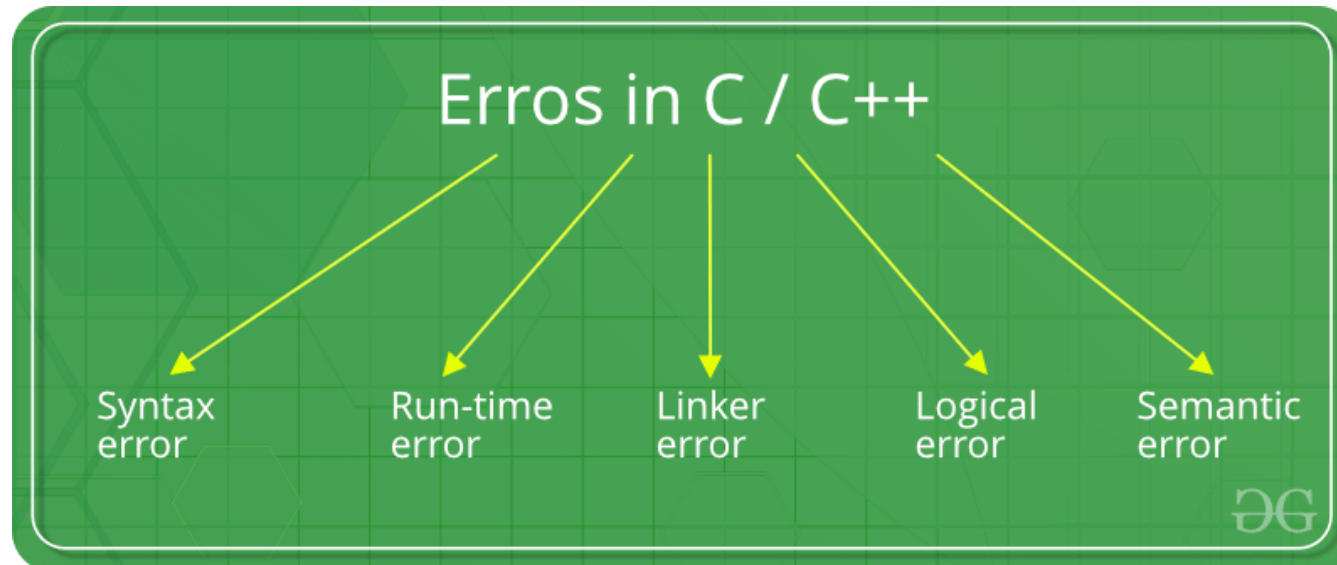 Erros in C / C++
Syntax
error
Run-time
error
Linker
error
Logical
error
Semantic
error